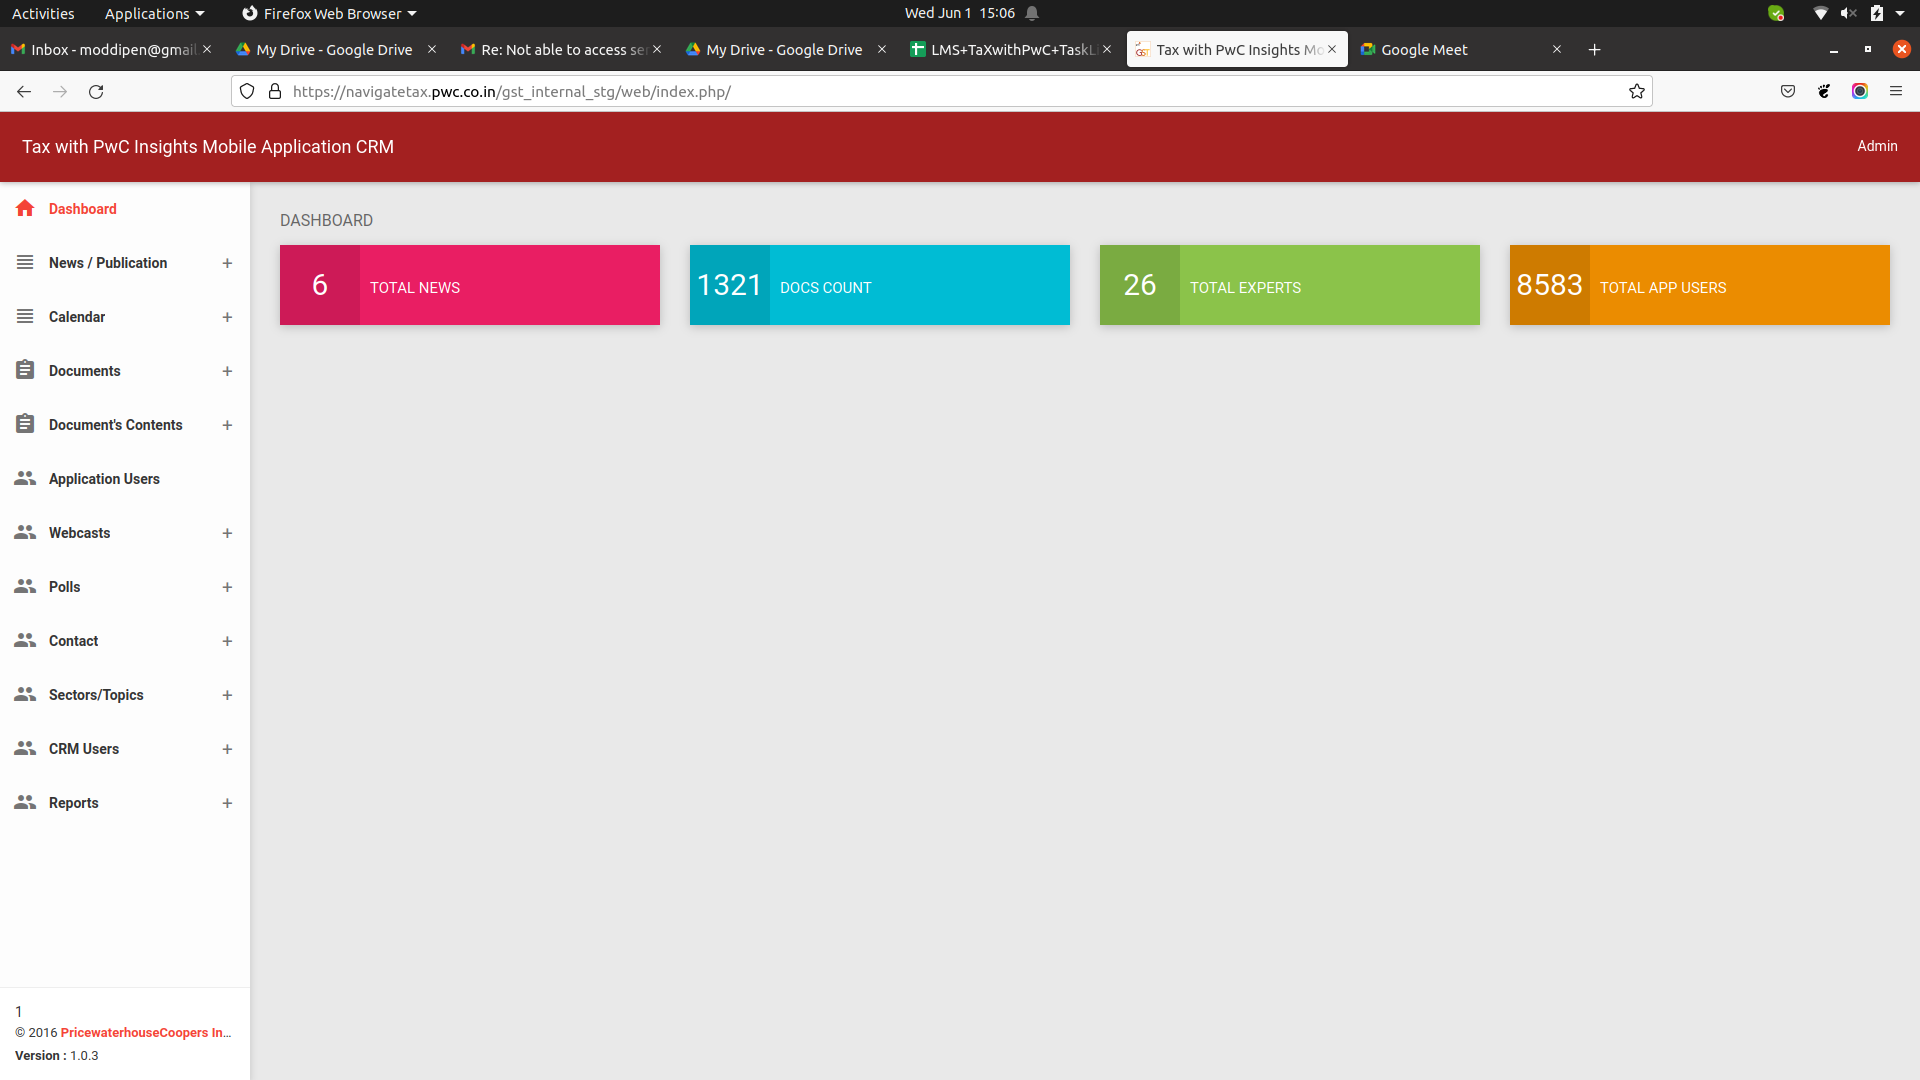 Activities Applications Firefox Web Browser Wed Jun 1 15:06
Inbox - moddipen@gmail My Drive - Google Drive Re: Not able to access ser My Drive - Google Drive LMS+TaXwithPwC+TaskLi Tax with PwC Insights Mo Google Meet
https://navigatetax.pwc.co.in/gst_internal_stg/web/index.php/
Tax with PwC Insights Mobile Application CRM Admin
Dashboard
News / Publication +
Calendar +
Documents +
Document's Contents +
Application Users
Webcasts +
Polls +
Contact +
Sectors/Topics +
CRM Users +
Reports +
1
© 2016 PricewaterhouseCoopers In...
Version : 1.0.3
DASHBOARD
6 TOTAL NEWS
1321 DOCS COUNT
26 TOTAL EXPERTS
8583 TOTAL APP USERS